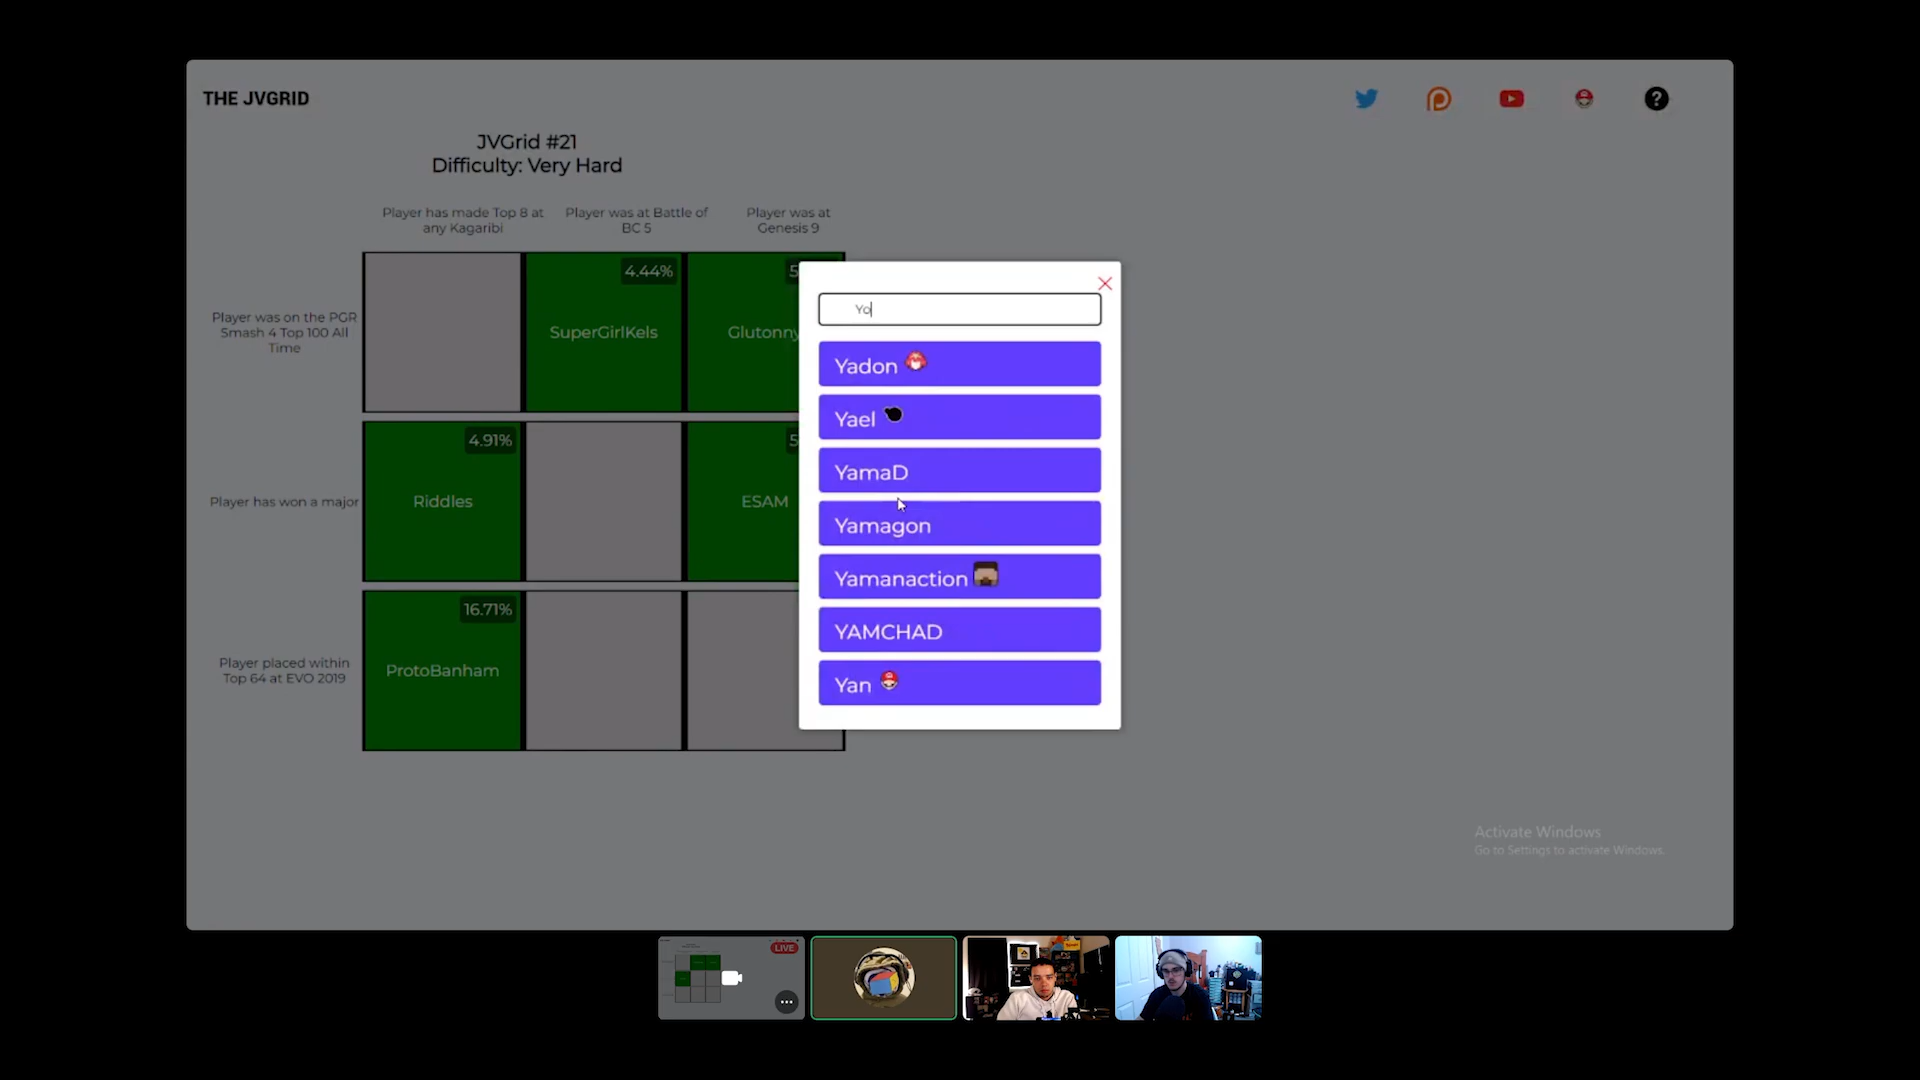 THE JVGRID
JVGrid #21
Difficulty: Very Hard
Player has made Top 8 at
any Kagaribi
Player was at Battle of
BC 5
Player was at
Genesis 9
Player was on the PGR
Smash 4 Top 100 All
Time
4.44%
SuperGirlKels
5
Glutonny
Player has won a major
4.91%
Riddles
5
ESAM
Player placed within
Top 64 at EVO 2019
16.71%
ProtoBanham
Yo
Yadon
Yael
YamaD
Yamagon
Yamanaction
YAMCHAD
Yan
Activate Windows
Go to Settings to activate Windows.
LIVE